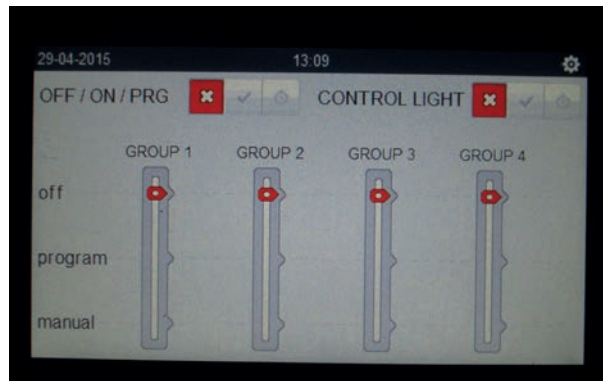 29-04-2015 13:09
OFF / ON / PRG CONTROL LIGHT
GROUP 1 GROUP 2 GROUP 3 GROUP 4
off
program
manual